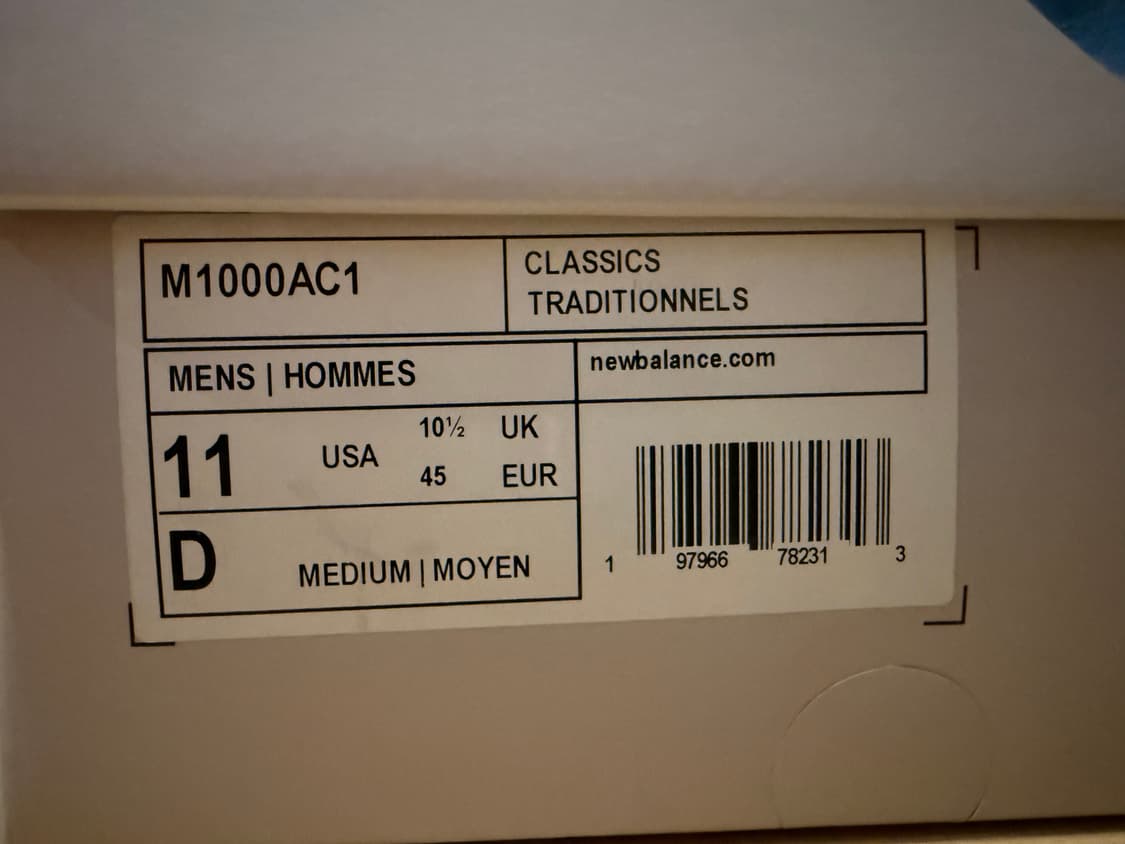 M1000AC1
CLASSICS
TRADITIONNELS
MENS | HOMMES
newbalance.com
11 USA
10½ UK
45 EUR
D MEDIUM | MOYEN
1 97966 78231 3